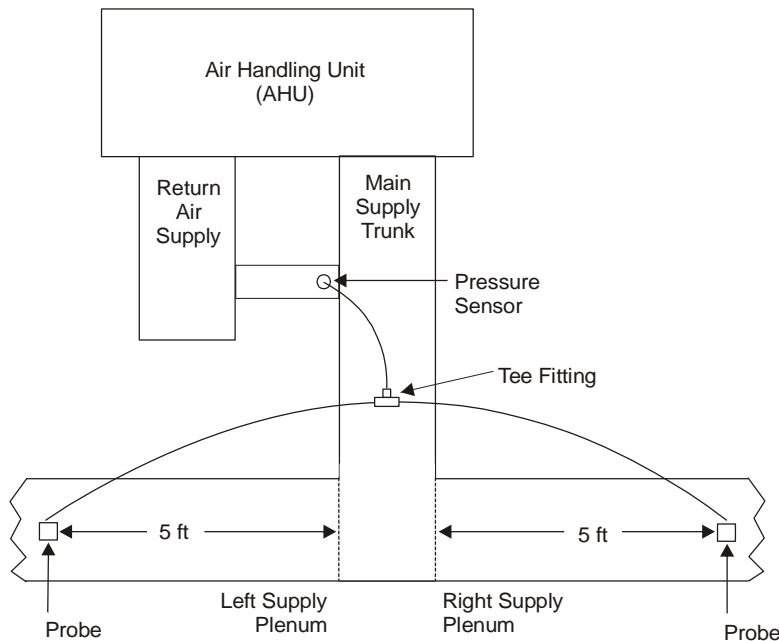 Air Handling Unit
(AHU)
Return
Air
Supply
Main
Supply
Trunk
Pressure
Sensor
Tee Fitting
5 ft
5 ft
Left Supply
Plenum
Right Supply
Plenum
Probe
Probe